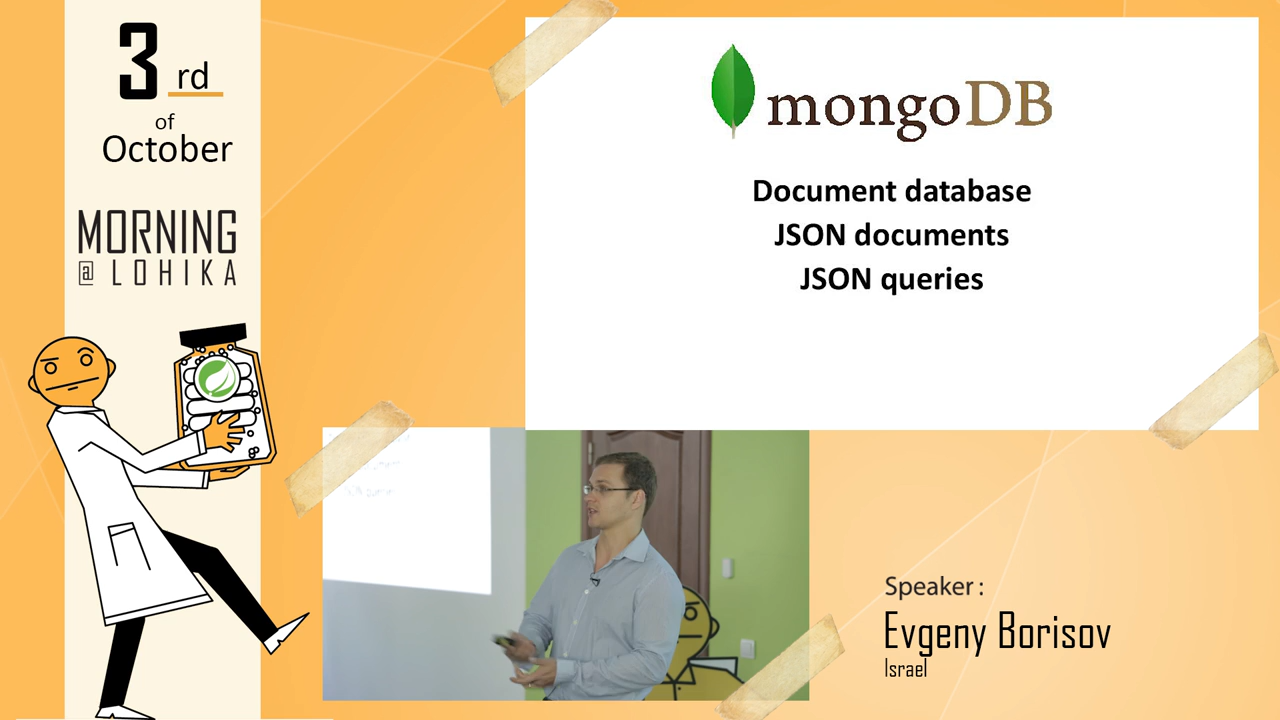 3 rd
of
October
MORNING
@ LOHIKA
mongoDB
Document database
JSON documents
JSON queries
Speaker :
Evgeny Borisov
Israel